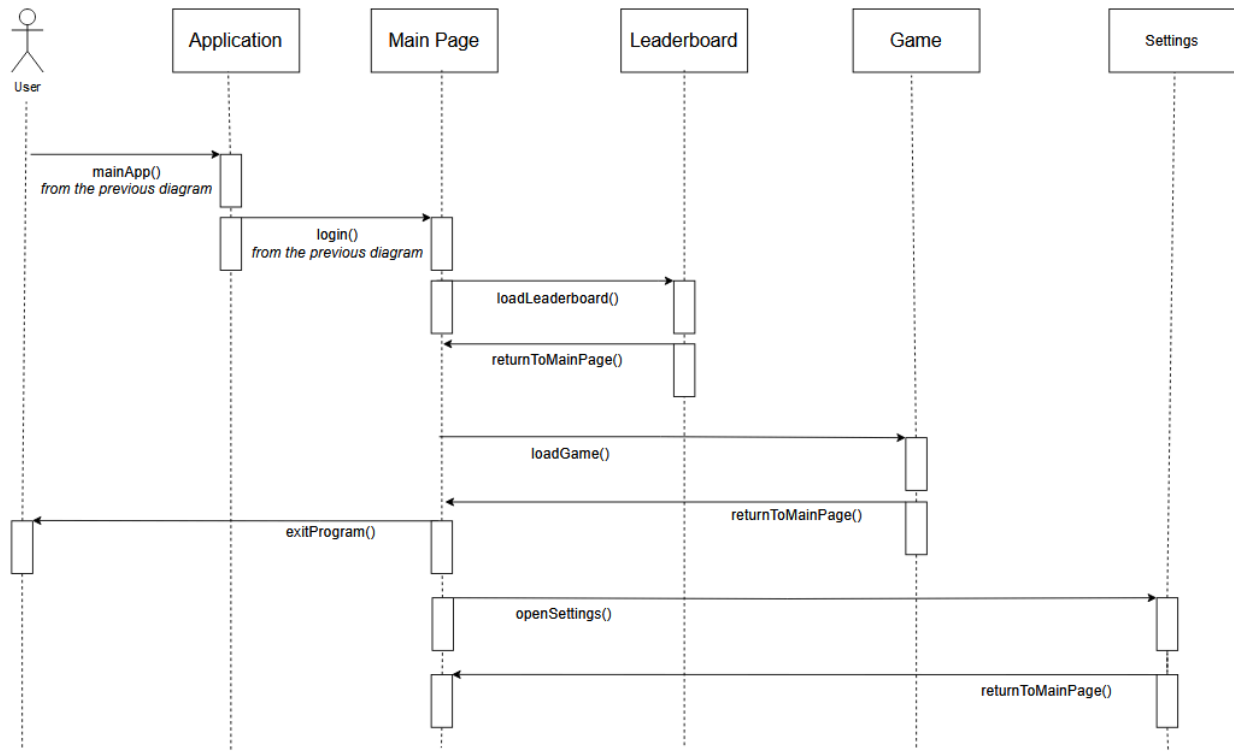 Application
Main Page
Leaderboard
Game
Settings
User
mainApp()
from the previous diagram
login()
from the previous diagram
loadLeaderboard()
returnToMainPage()
loadGame()
returnToMainPage()
exitProgram()
openSettings()
returnToMainPage()